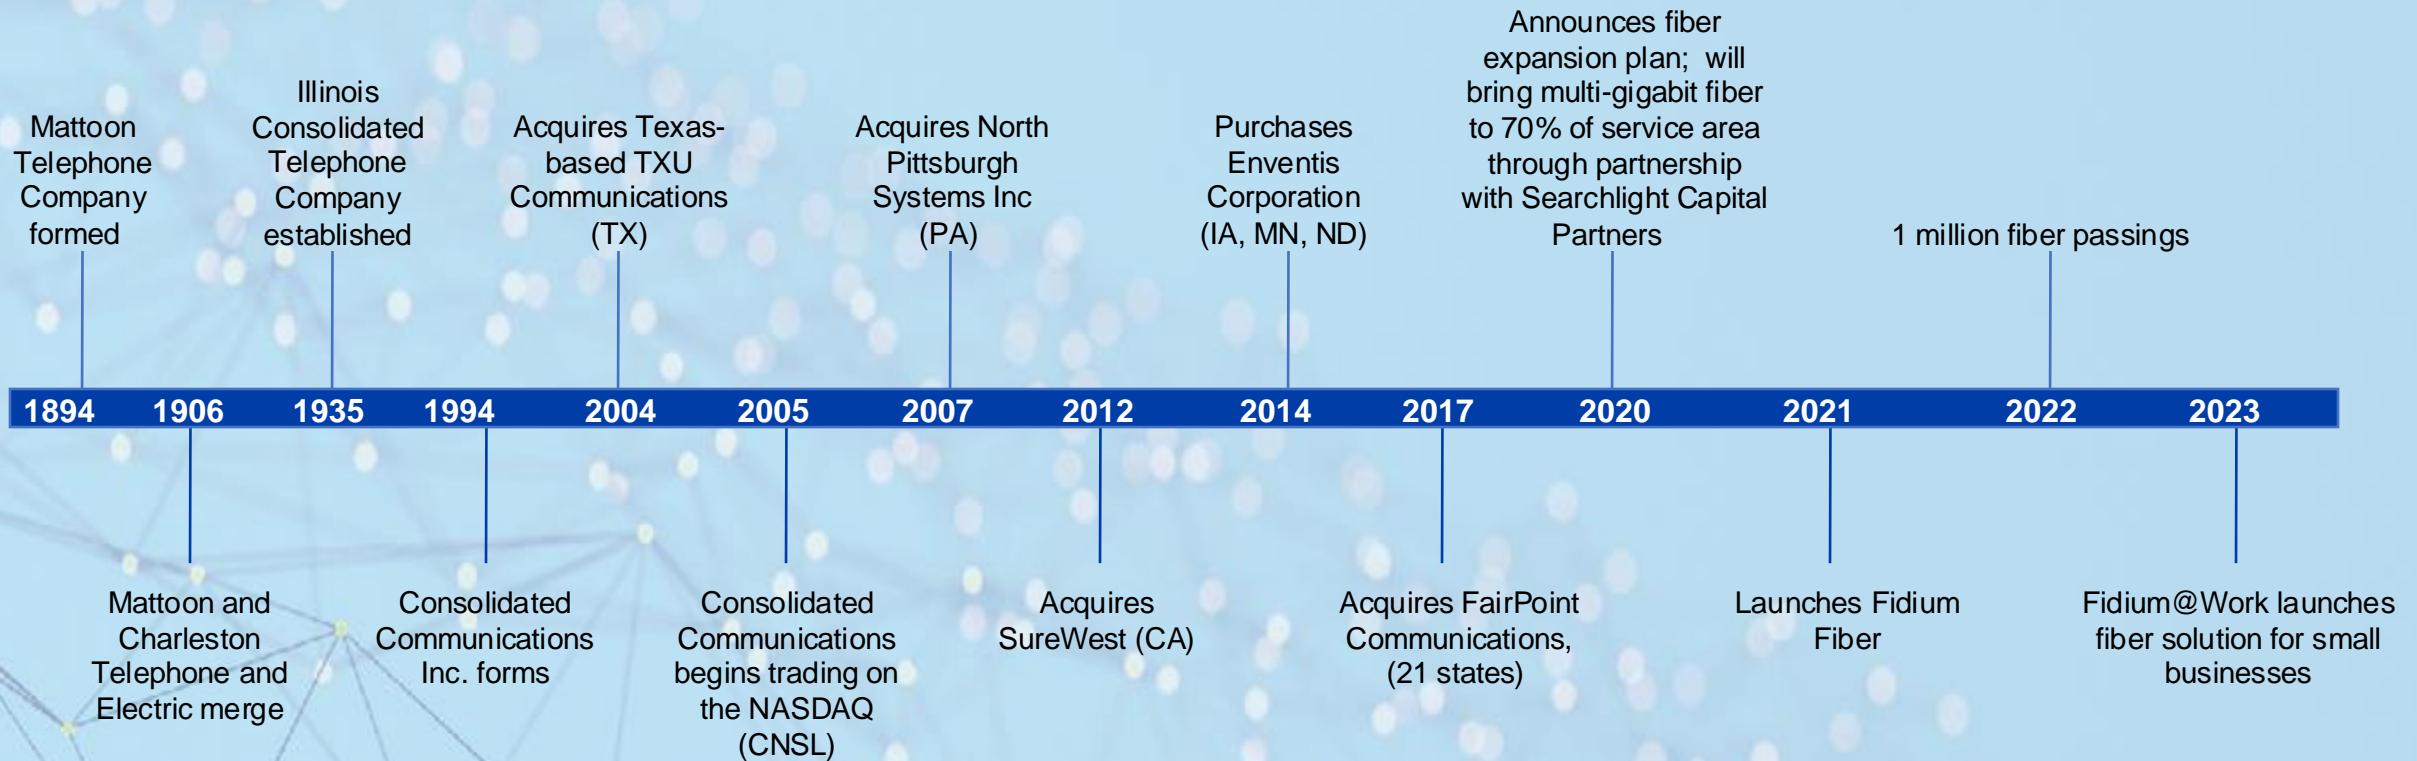 Mattoon
Telephone
Company
formed
Illinois
Consolidated
Telephone
Company
established
Acquires Texas-
based TXU
Communications
(TX)
Acquires North
Pittsburgh
Systems Inc
(PA)
Purchases
Enventis
Corporation
(IA, MN, ND)
Announces fiber
expansion plan; will
bring multi-gigabit fiber
to 70% of service area
through partnership
with Searchlight Capital
Partners
1 million fiber passings
1894 1906 1935 1994 2004 2005 2007 2012 2014 2017 2020 2021 2022 2023
Mattoon and
Charleston
Telephone and
Electric merge
Consolidated
Communications
Inc. forms
Consolidated
Communications
begins trading on
the NASDAQ
(CNSL)
Acquires
SureWest (CA)
Acquires FairPoint
Communications,
(21 states)
Launches Fidium
Fiber
Fidium@Work launches
fiber solution for small
businesses